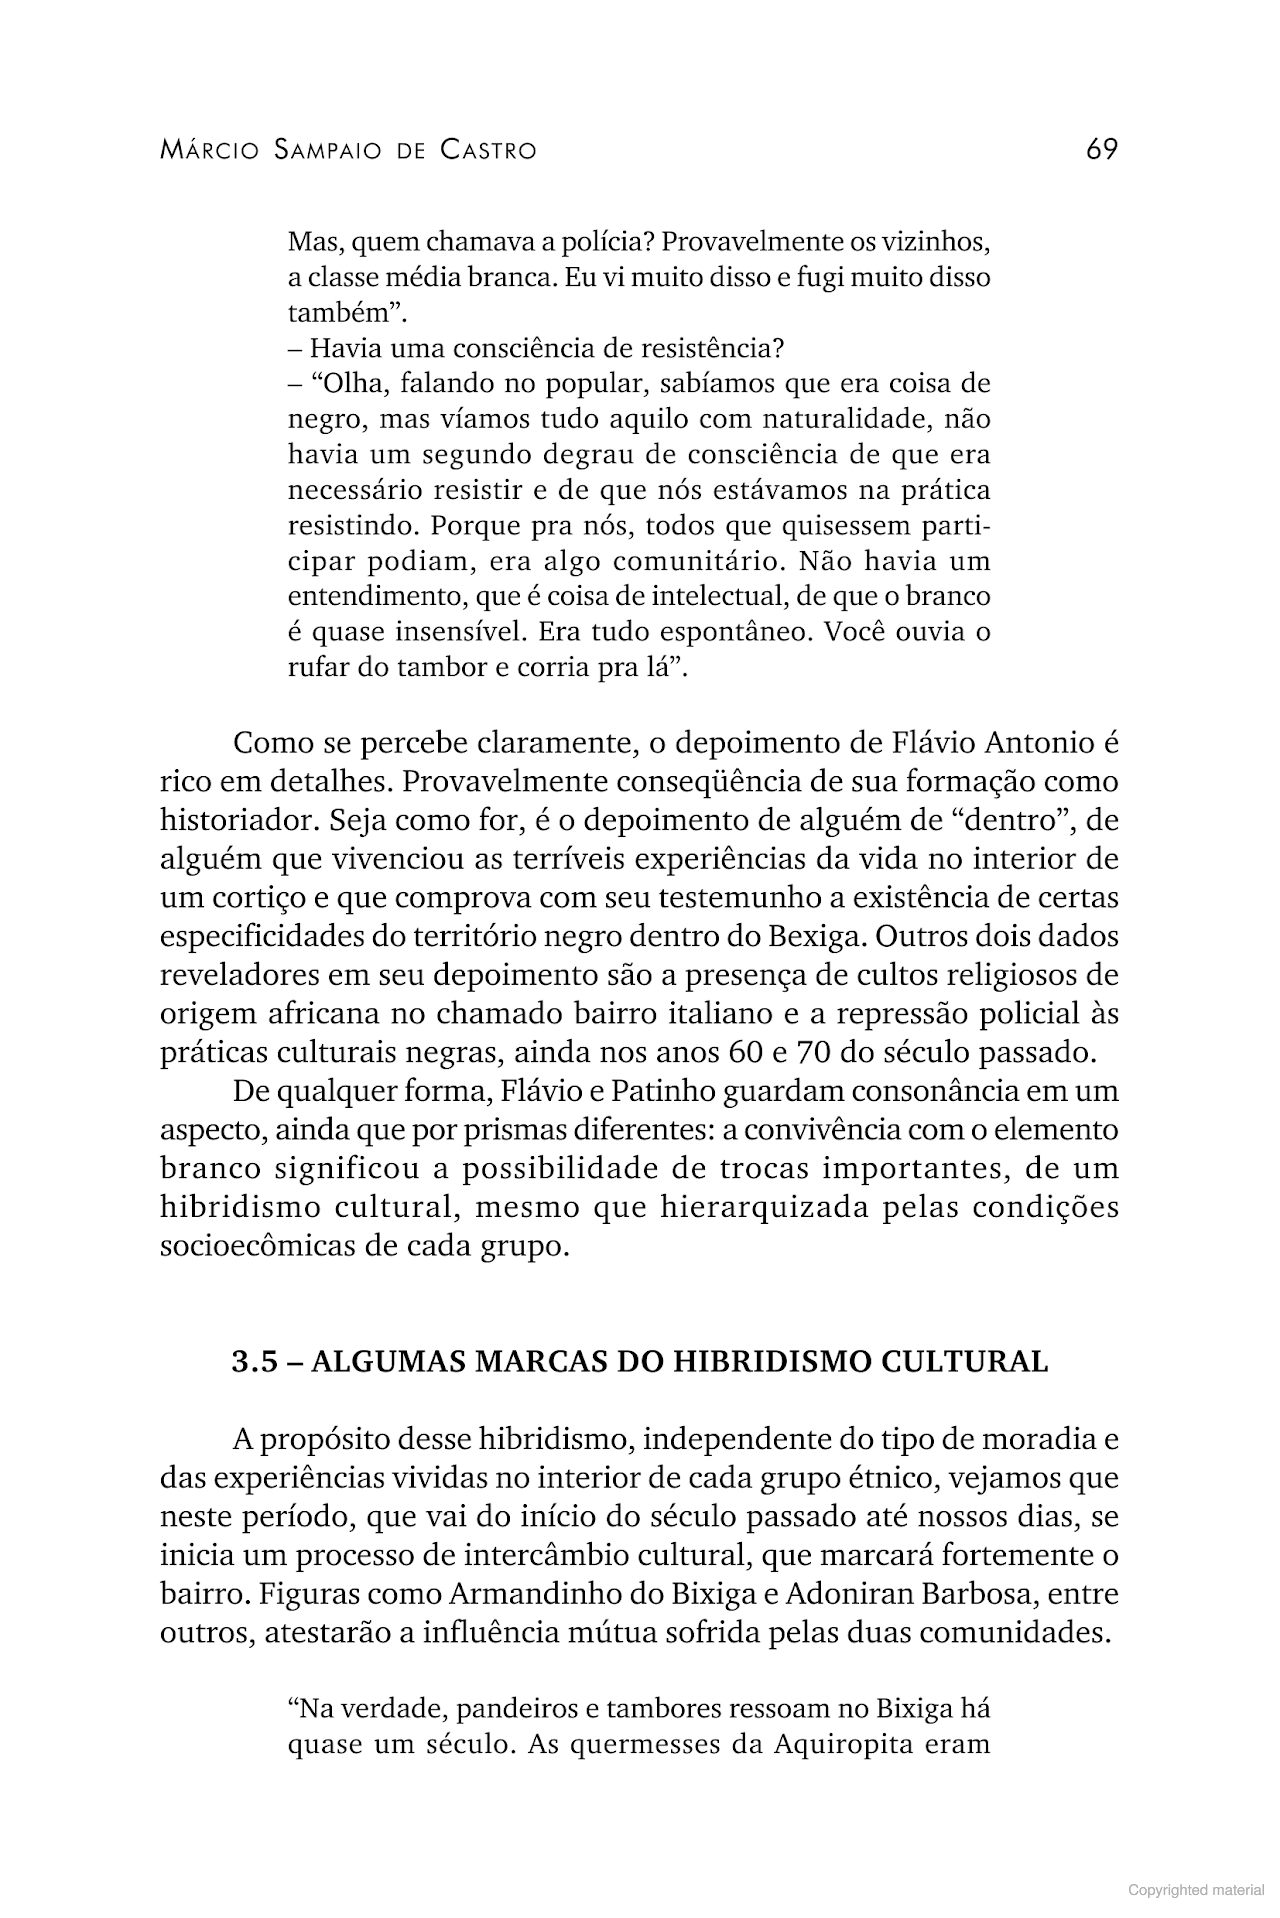 MÁRCIO SAMPAIO DE CASTRO 69
Mas, quem chamava a polícia? Provavelmente os vizinhos,
a classe média branca. Eu vi muito disso e fugi muito disso
também”.
– Havia uma consciência de resistência?
– “Olha, falando no popular, sabíamos que era coisa de
negro, mas víamos tudo aquilo com naturalidade, não
havia um segundo degrau de consciência de que era
necessário resistir e de que nós estávamos na prática
resistindo. Porque pra nós, todos que quisessem parti-
cipar podiam, era algo comunitário. Não havia um
entendimento, que é coisa de intelectual, de que o branco
é quase insensível. Era tudo espontâneo. Você ouvia o
rufar do tambor e corria pra lá”.
Como se percebe claramente, o depoimento de Flávio Antonio é
rico em detalhes. Provavelmente conseqüência de sua formação como
historiador. Seja como for, é o depoimento de alguém de “dentro”, de
alguém que vivenciou as terríveis experiências da vida no interior de
um cortiço e que comprova com seu testemunho a existência de certas
especificidades do território negro dentro do Bexiga. Outros dois dados
reveladores em seu depoimento são a presença de cultos religiosos de
origem africana no chamado bairro italiano e a repressão policial às
práticas culturais negras, ainda nos anos 60 e 70 do século passado.
De qualquer forma, Flávio e Patinho guardam consonância em um
aspecto, ainda que por prismas diferentes: a convivência com o elemento
branco significou a possibilidade de trocas importantes, de um
hibridismo cultural, mesmo que hierarquizada pelas condições
socioecômicas de cada grupo.
3.5 – ALGUMAS MARCAS DO HIBRIDISMO CULTURAL
A propósito desse hibridismo, independente do tipo de moradia e
das experiências vividas no interior de cada grupo étnico, vejamos que
neste período, que vai do início do século passado até nossos dias, se
inicia um processo de intercâmbio cultural, que marcará fortemente o
bairro. Figuras como Armandinho do Bixiga e Adoniran Barbosa, entre
outros, atestarão a influência mútua sofrida pelas duas comunidades.
“Na verdade, pandeiros e tambores ressoam no Bixiga há
quase um século. As quermesses da Aquiropita eram
Copyrighted material